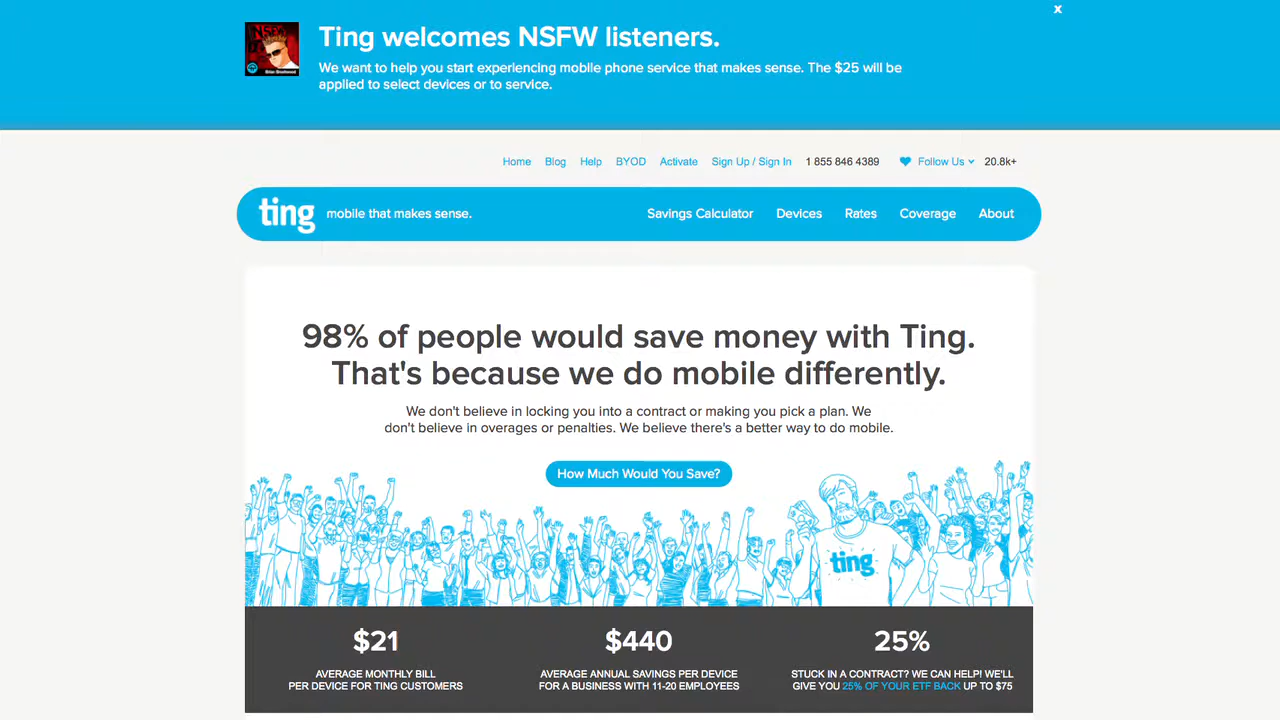 x
NSFW
Ting welcomes NSFW listeners.
We want to help you start experiencing mobile phone service that makes sense. The $25 will be
applied to select devices or to service.
Home Blog Help BYOD Activate Sign Up / Sign In 1 855 846 4389 Follow Us 20.8k+
ting mobile that makes sense. Savings Calculator Devices Rates Coverage About
98% of people would save money with Ting.
That's because we do mobile differently.
We don't believe in locking you into a contract or making you pick a plan. We
don't believe in overages or penalties. We believe there's a better way to do mobile.
How Much Would You Save?
ting
$21 $440 25%
AVERAGE MONTHLY BILL AVERAGE ANNUAL SAVINGS PER DEVICE STUCK IN A CONTRACT? WE CAN HELP! WE'LL
PER DEVICE FOR TING CUSTOMERS FOR A BUSINESS WITH 11-20 EMPLOYEES GIVE YOU 25% OF YOUR ETF BACK UP TO $75